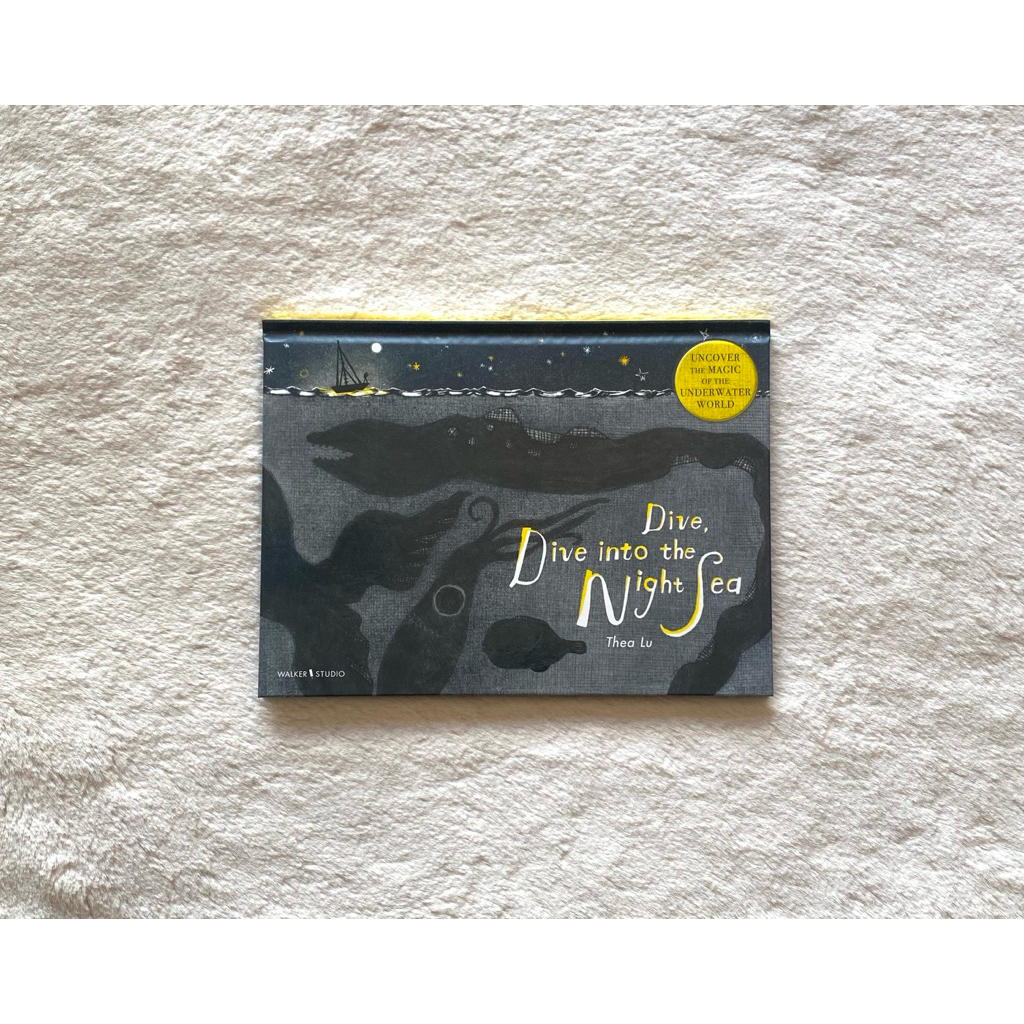 UNCOVER
THE MAGIC
OF THE
UNDERWATER
WORLD
Dive,
Dive into the
Night Sea
Thea Lu
WALKER STUDIO